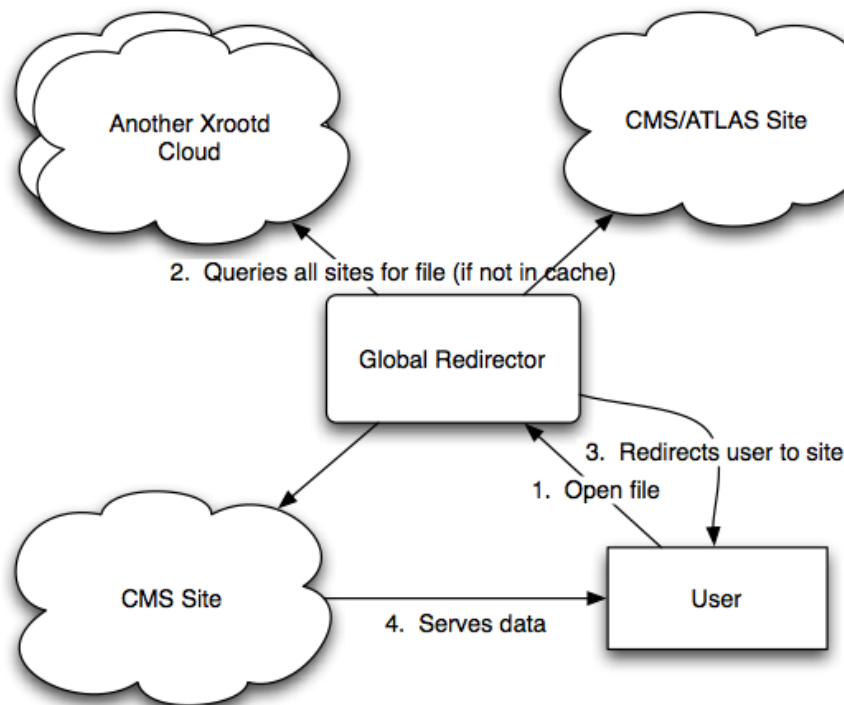 Another Xrootd
Cloud
CMS/ATLAS Site
2.  Queries all sites for file (if not in cache)
Global Redirector
3.  Redirects user to site
1.  Open file
CMS Site
User
4.  Serves data